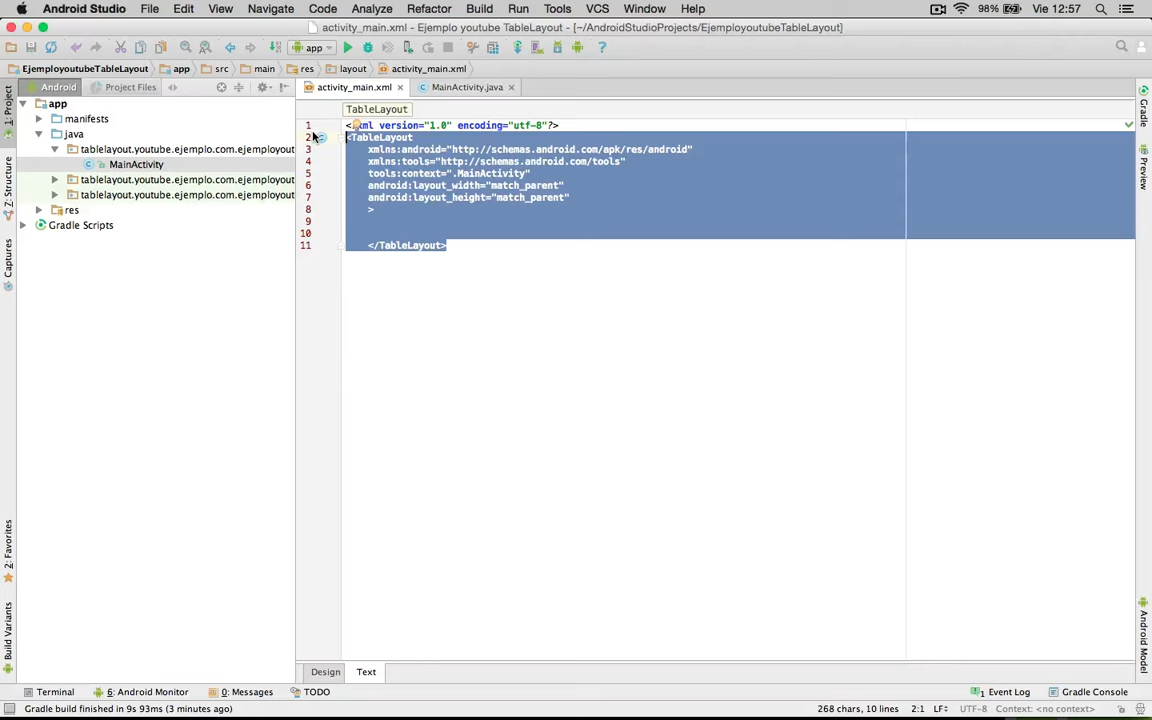 Android Studio File Edit View Navigate Code Analyze Refactor Build Run Tools VCS Window Help 98% Vie 12:57
activity_main.xml - Ejemplo youtube TableLayout - [~/AndroidStudioProjects/EjemployoutubeTableLayout]
app
EjemployoutubeTableLayout app src main res layout activity_main.xml
1: Project
Android Project Files
activity_main.xml MainActivity.java
Gradle
app
TableLayout
manifests
1 <?xml version="1.0" encoding="utf-8"?>
java
2 <TableLayout
tablelayout.youtube.ejemplo.com.ejemployout
3 xmlns:android="http://schemas.android.com/apk/res/android"
MainActivity
4 xmlns:tools="http://schemas.android.com/tools"
5 tools:context=".MainActivity"
tablelayout.youtube.ejemplo.com.ejemployout
6 android:layout_width="match_parent"
tablelayout.youtube.ejemplo.com.ejemployout
7 android:layout_height="match_parent"
res
8 >
Gradle Scripts
9
10
11 </TableLayout>
Preview
Z: Structure
Captures
2: Favorites
Build Variants
Android Model
Design Text
Terminal 6: Android Monitor 0: Messages TODO 1 Event Log Gradle Console
Gradle build finished in 9s 93ms (3 minutes ago) 268 chars, 10 lines 2:1 LF UTF-8 Context: <no context>